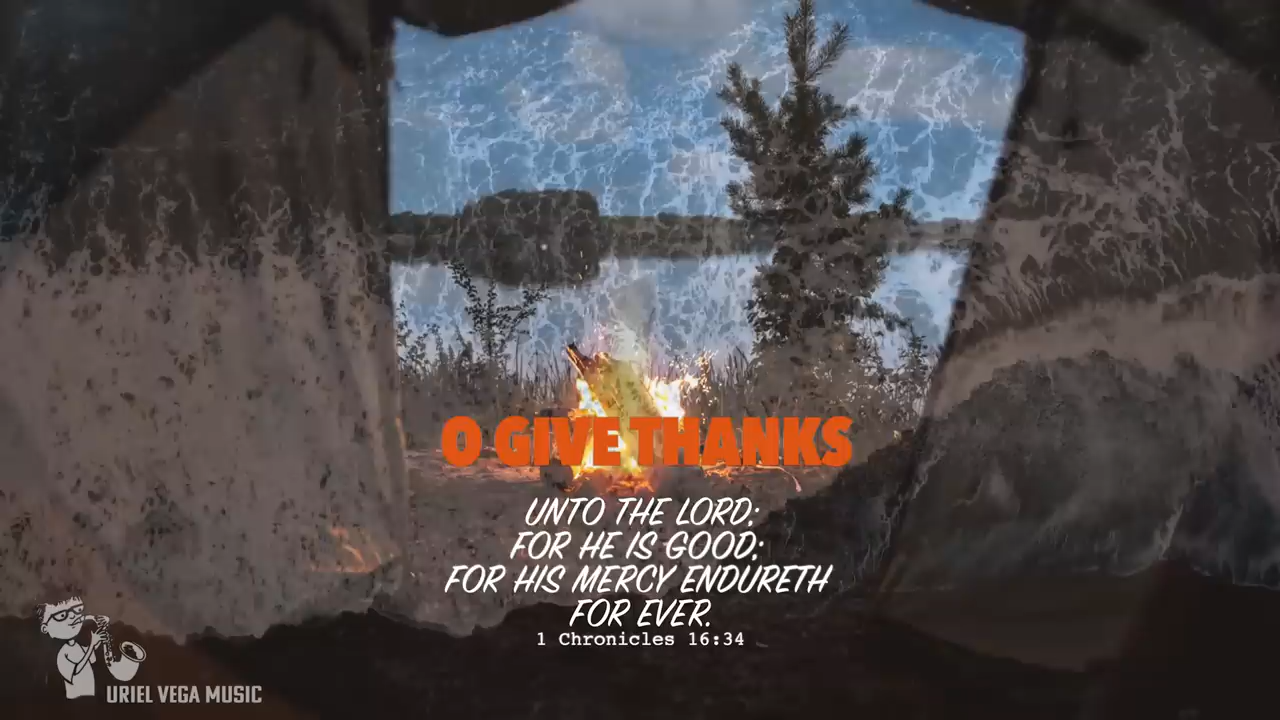 O GIVE THANKS
UNTO THE LORD;
FOR HE IS GOOD;
FOR HIS MERCY ENDURETH
FOR EVER.
1 Chronicles 16:34
URIEL VEGA MUSIC